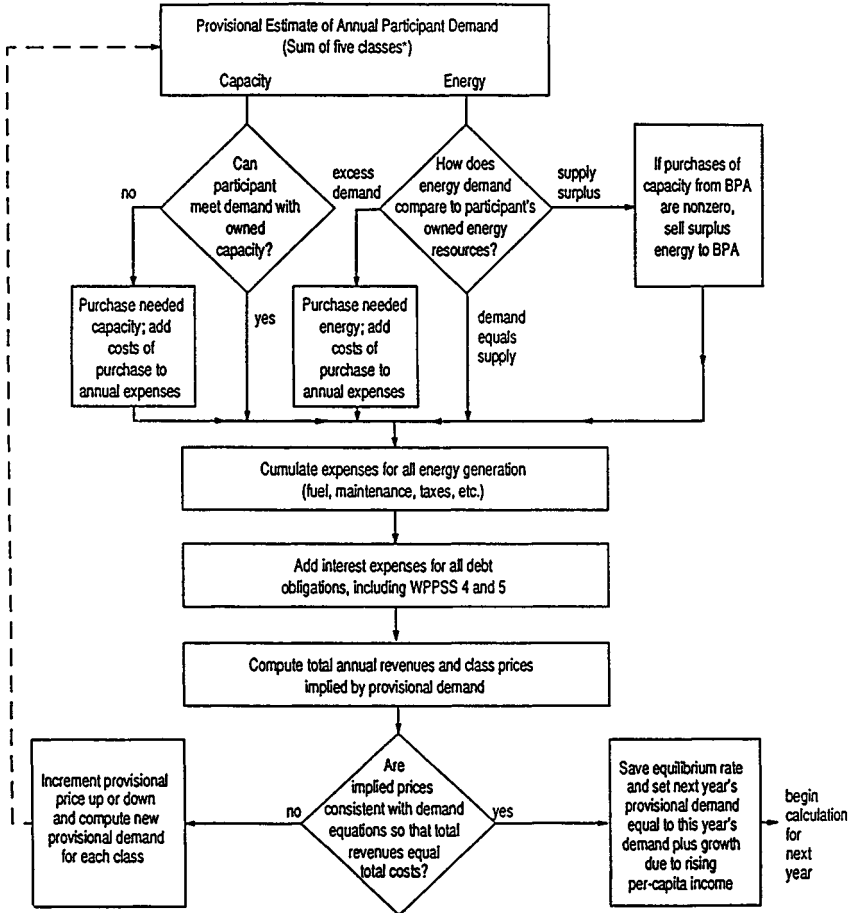 Provisional Estimate of Annual Participant Demand
(Sum of five classes*)
Capacity
Energy
Can
participant
meet demand with
owned
capacity?
no
yes
excess
demand
How does
energy demand
compare to participant's
owned energy
resources?
supply
surplus
demand
equals
supply
If purchases of
capacity from BPA
are nonzero,
sell surplus
energy to BPA
Purchase needed
capacity; add
costs of
purchase to
annual expenses
Purchase needed
energy; add
costs of
purchase to
annual expenses
Cumulate expenses for all energy generation
(fuel, maintenance, taxes, etc.)
Add interest expenses for all debt
obligations, including WPPSS 4 and 5
Compute total annual revenues and class prices
implied by provisional demand
Increment provisional
price up or down
and compute new
provisional demand
for each class
no
Are
implied prices
consistent with demand
equations so that total
revenues equal
total costs?
yes
Save equilibrium rate
and set next year's
provisional demand
equal to this year's
demand plus growth
due to rising
per-capita income
begin
calculation
for
next
year